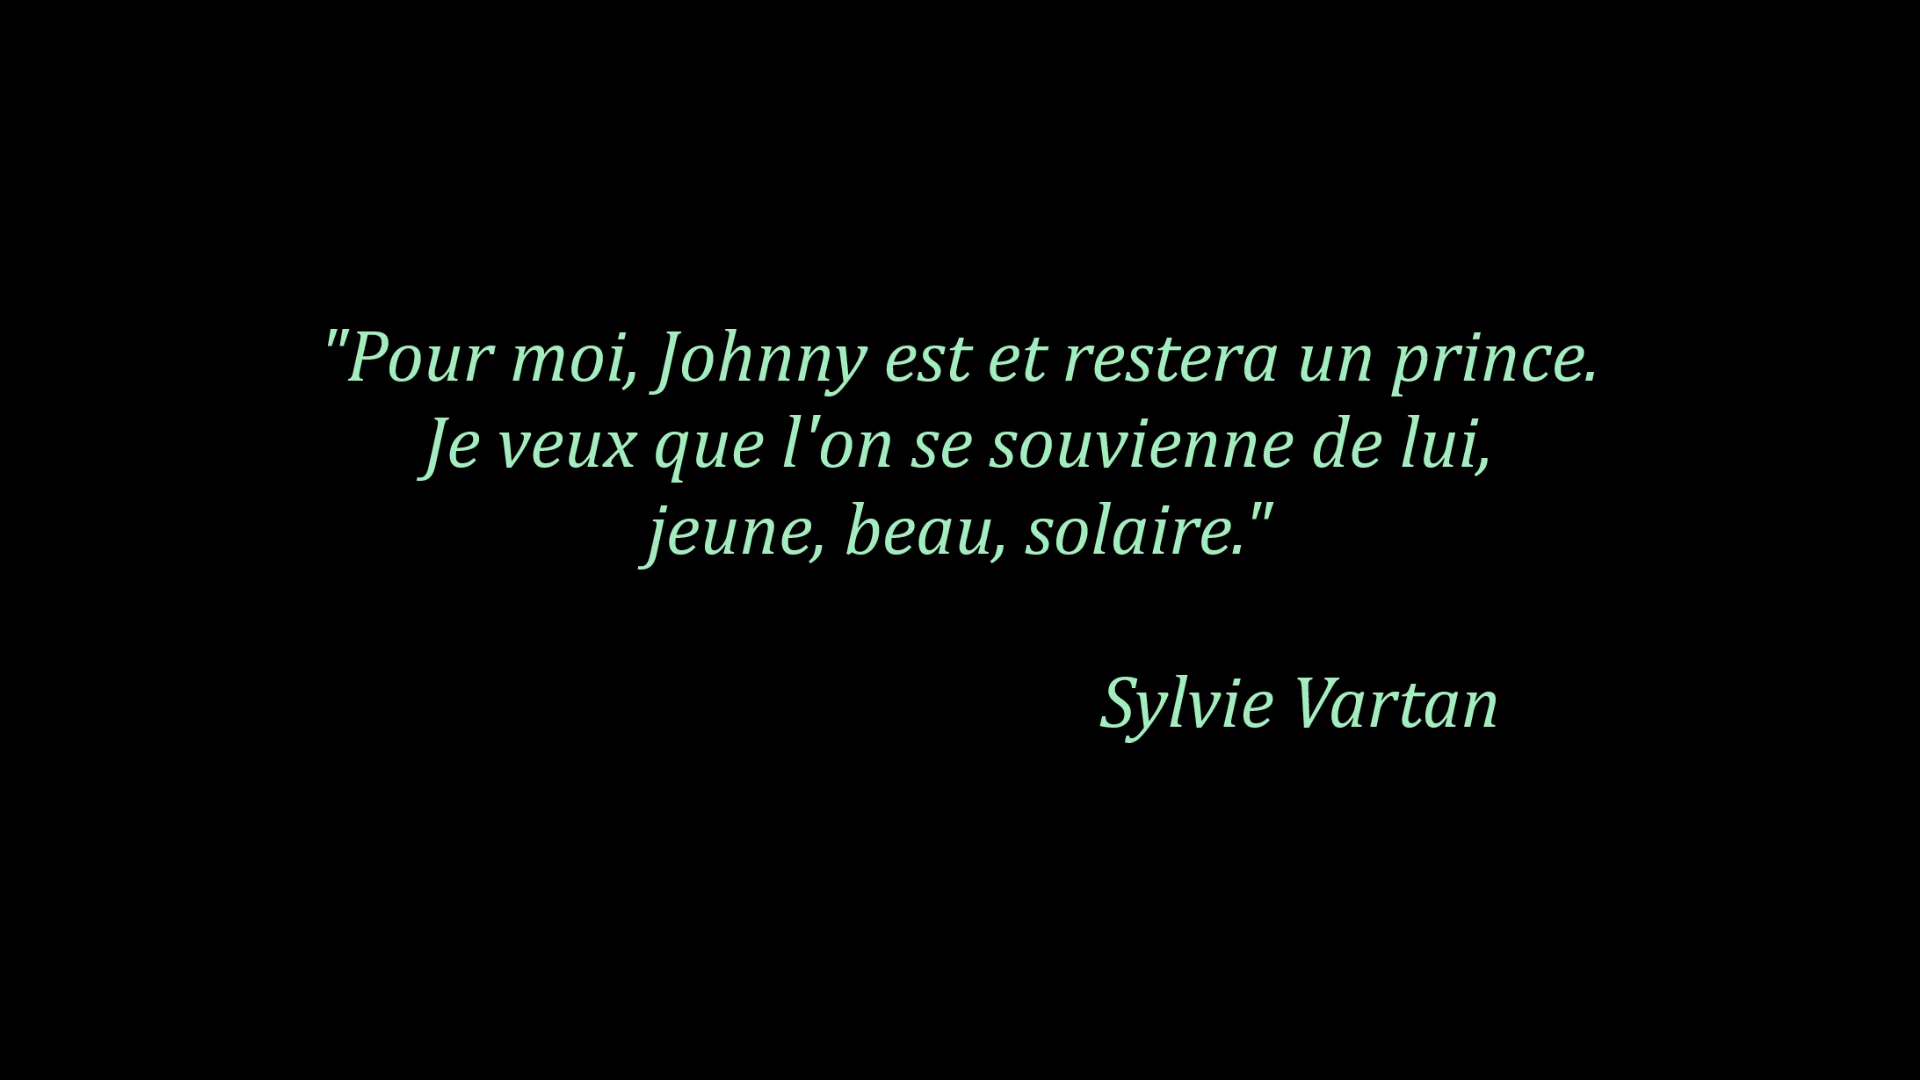 "Pour moi, Johnny est et restera un prince.
Je veux que l'on se souvienne de lui,
jeune, beau, solaire."
Sylvie Vartan